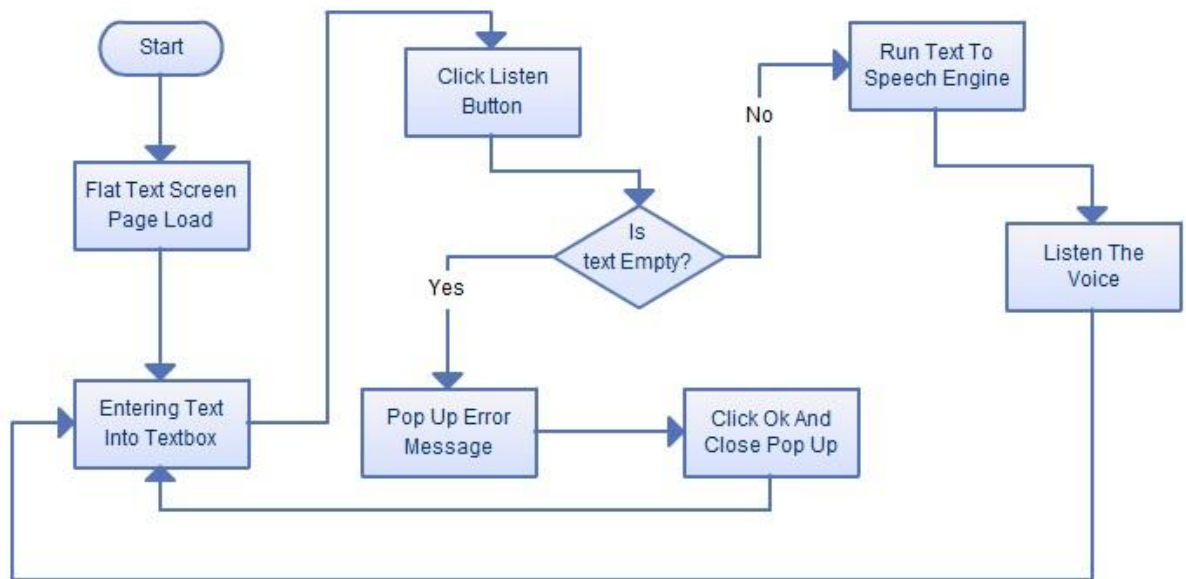 Start
Flat Text Screen
Page Load
Entering Text
Into Textbox
Click Listen
Button
Is
text Empty?
Yes
No
Pop Up Error
Message
Click Ok And
Close Pop Up
Run Text To
Speech Engine
Listen The
Voice